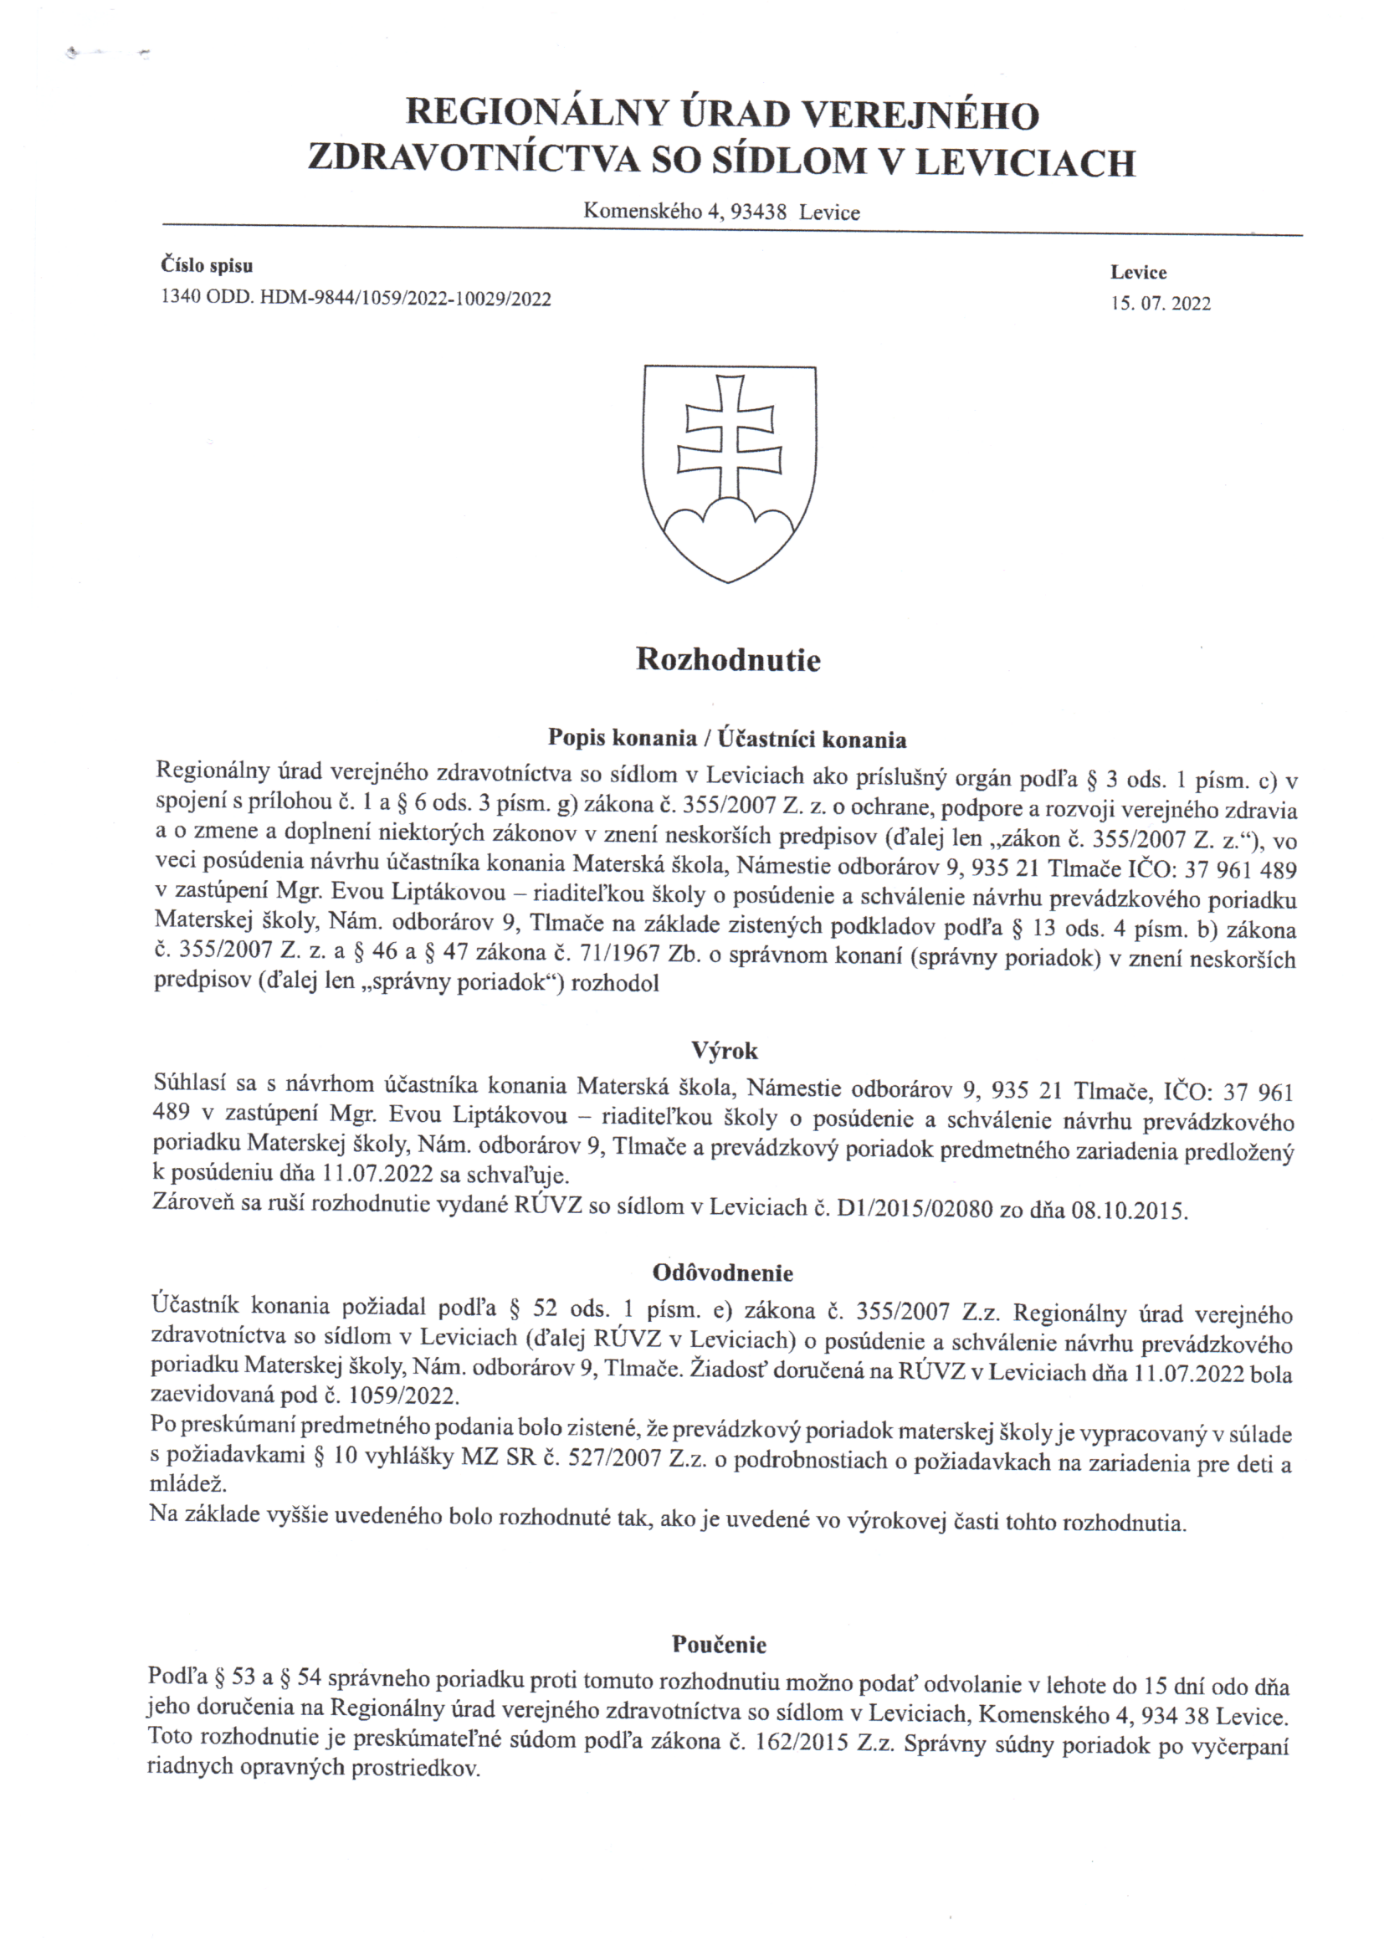 REGIONÁLNY ÚRAD VEREJNÉHO
ZDRAVOTNÍCTVA SO SÍDLOM V LEVICIACH
Komenského 4, 93438 Levice
Číslo spisu
1340 ODD. HDM-9844/1059/2022-10029/2022
Levice
15. 07. 2022
Rozhodnutie
Popis konania / Účastníci konania
Regionálny úrad verejného zdravotníctva so sídlom v Leviciach ako príslušný orgán podľa § 3 ods. 1 písm. c) v
spojení s prílohou č. 1 a § 6 ods. 3 písm. g) zákona č. 355/2007 Z. z. o ochrane, podpore a rozvoji verejného zdravia
a o zmene a doplnení niektorých zákonov v znení neskorších predpisov (ďalej len „zákon č. 355/2007 Z. z.“), vo
veci posúdenia návrhu účastníka konania Materská škola, Námestie odborárov 9, 935 21 Tlmače IČO: 37 961 489
v zastúpení Mgr. Evou Liptákovou – riaditeľkou školy o posúdenie a schválenie návrhu prevádzkového poriadku
Materskej školy, Nám. odborárov 9, Tlmače na základe zistených podkladov podľa § 13 ods. 4 písm. b) zákona
č. 355/2007 Z. z. a § 46 a § 47 zákona č. 71/1967 Zb. o správnom konaní (správny poriadok) v znení neskorších
predpisov (ďalej len „správny poriadok“) rozhodol
Výrok
Súhlasí sa s návrhom účastníka konania Materská škola, Námestie odborárov 9, 935 21 Tlmače, IČO: 37 961
489 v zastúpení Mgr. Evou Liptákovou – riaditeľkou školy o posúdenie a schválenie návrhu prevádzkového
poriadku Materskej školy, Nám. odborárov 9, Tlmače a prevádzkový poriadok predmetného zariadenia predložený
k posúdeniu dňa 11.07.2022 sa schvaľuje.
Zároveň sa ruší rozhodnutie vydané RÚVZ so sídlom v Leviciach č. D1/2015/02080 zo dňa 08.10.2015.
Odôvodnenie
Účastník konania požiadal podľa § 52 ods. 1 písm. e) zákona č. 355/2007 Z.z. Regionálny úrad verejného
zdravotníctva so sídlom v Leviciach (ďalej RÚVZ v Leviciach) o posúdenie a schválenie návrhu prevádzkového
poriadku Materskej školy, Nám. odborárov 9, Tlmače. Žiadosť doručená na RÚVZ v Leviciach dňa 11.07.2022 bola
zaevidovaná pod č. 1059/2022.
Po preskúmaní predmetného podania bolo zistené, že prevádzkový poriadok materskej školy je vypracovaný v súlade
s požiadavkami § 10 vyhlášky MZ SR č. 527/2007 Z.z. o podrobnostiach o požiadavkach na zariadenia pre deti a
mládež.
Na základe vyššie uvedeného bolo rozhodnuté tak, ako je uvedené vo výrokovej časti tohto rozhodnutia.
Poučenie
Podľa § 53 a § 54 správneho poriadku proti tomuto rozhodnutiu možno podať odvolanie v lehote do 15 dní odo dňa
jeho doručenia na Regionálny úrad verejného zdravotníctva so sídlom v Leviciach, Komenského 4, 934 38 Levice.
Toto rozhodnutie je preskúmateľné súdom podľa zákona č. 162/2015 Z.z. Správny súdny poriadok po vyčerpaní
riadnych opravných prostriedkov.